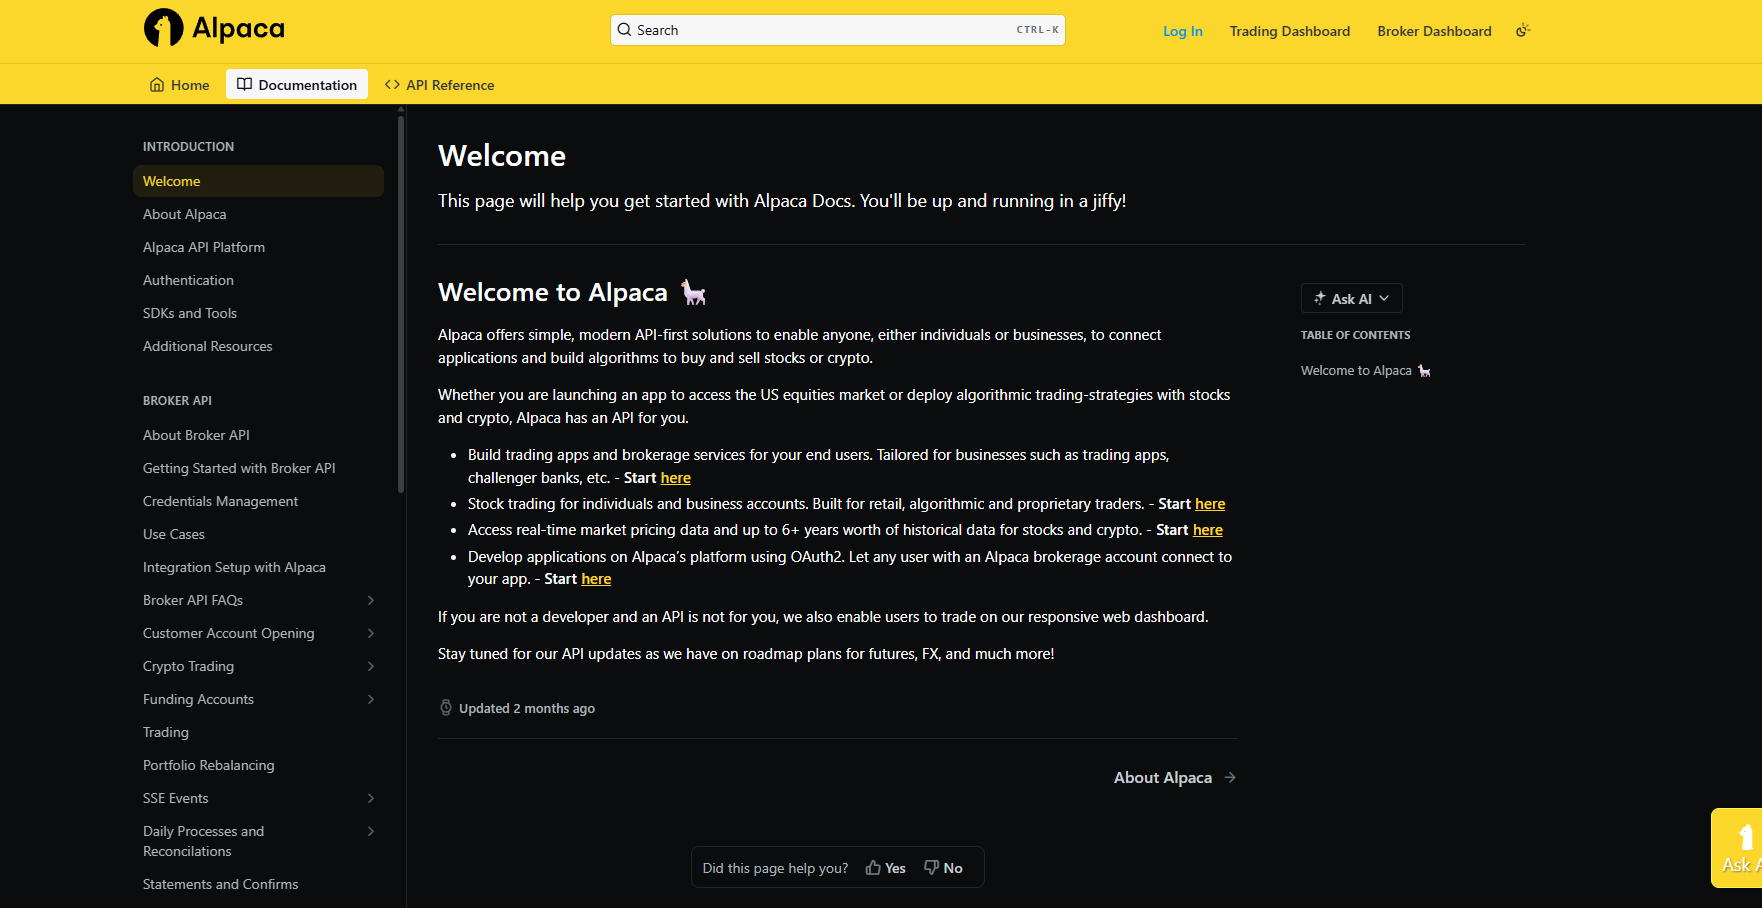 Alpaca
Search
CTRL-K
Log In
Trading Dashboard
Broker Dashboard
Home
Documentation
API Reference
INTRODUCTION
Welcome
About Alpaca
Alpaca API Platform
Authentication
SDKs and Tools
Additional Resources
BROKER API
About Broker API
Getting Started with Broker API
Credentials Management
Use Cases
Integration Setup with Alpaca
Broker API FAQs
Customer Account Opening
Crypto Trading
Funding Accounts
Trading
Portfolio Rebalancing
SSE Events
Daily Processes and
Reconcilations
Statements and Confirms
Welcome
This page will help you get started with Alpaca Docs. You'll be up and running in a jiffy!
Welcome to Alpaca 🦙
Alpaca offers simple, modern API-first solutions to enable anyone, either individuals or businesses, to connect
applications and build algorithms to buy and sell stocks or crypto.
Whether you are launching an app to access the US equities market or deploy algorithmic trading-strategies with stocks
and crypto, Alpaca has an API for you.
• Build trading apps and brokerage services for your end users. Tailored for businesses such as trading apps,
challenger banks, etc. - Start here
• Stock trading for individuals and business accounts. Built for retail, algorithmic and proprietary traders. - Start here
• Access real-time market pricing data and up to 6+ years worth of historical data for stocks and crypto. - Start here
• Develop applications on Alpaca’s platform using OAuth2. Let any user with an Alpaca brokerage account connect to
your app. - Start here
If you are not a developer and an API is not for you, we also enable users to trade on our responsive web dashboard.
Stay tuned for our API updates as we have on roadmap plans for futures, FX, and much more!
Updated 2 months ago
About Alpaca →
Did this page help you?
Yes
No
Ask AI
TABLE OF CONTENTS
Welcome to Alpaca 🦙
Ask